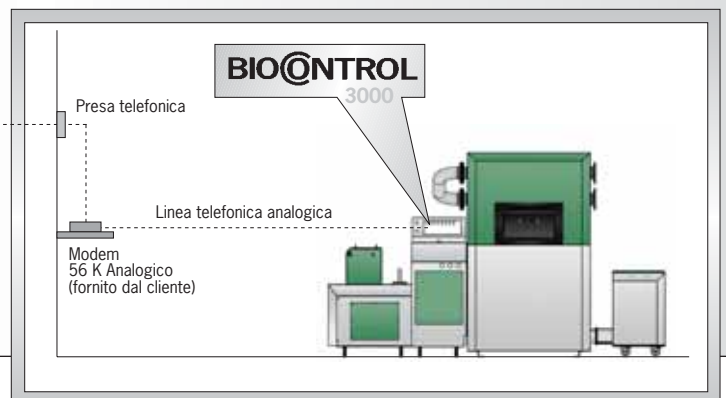 BIOCONTROL
3000
Presa telefonica
Linea telefonica analogica
Modem
56 K Analogico
(fornito dal cliente)